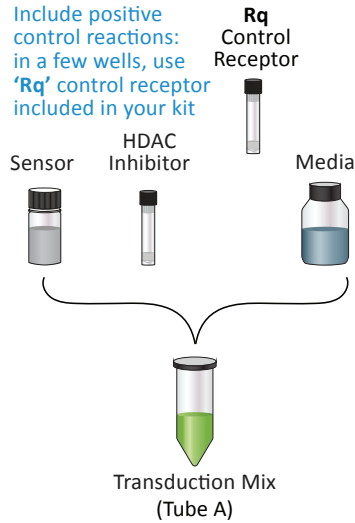 Include positive
control reactions:
in a few wells, use
‘Rq’ control receptor
included in your kit
Rq
Control
Receptor
Sensor
HDAC
Inhibitor
Media
Transduction Mix
(Tube A)